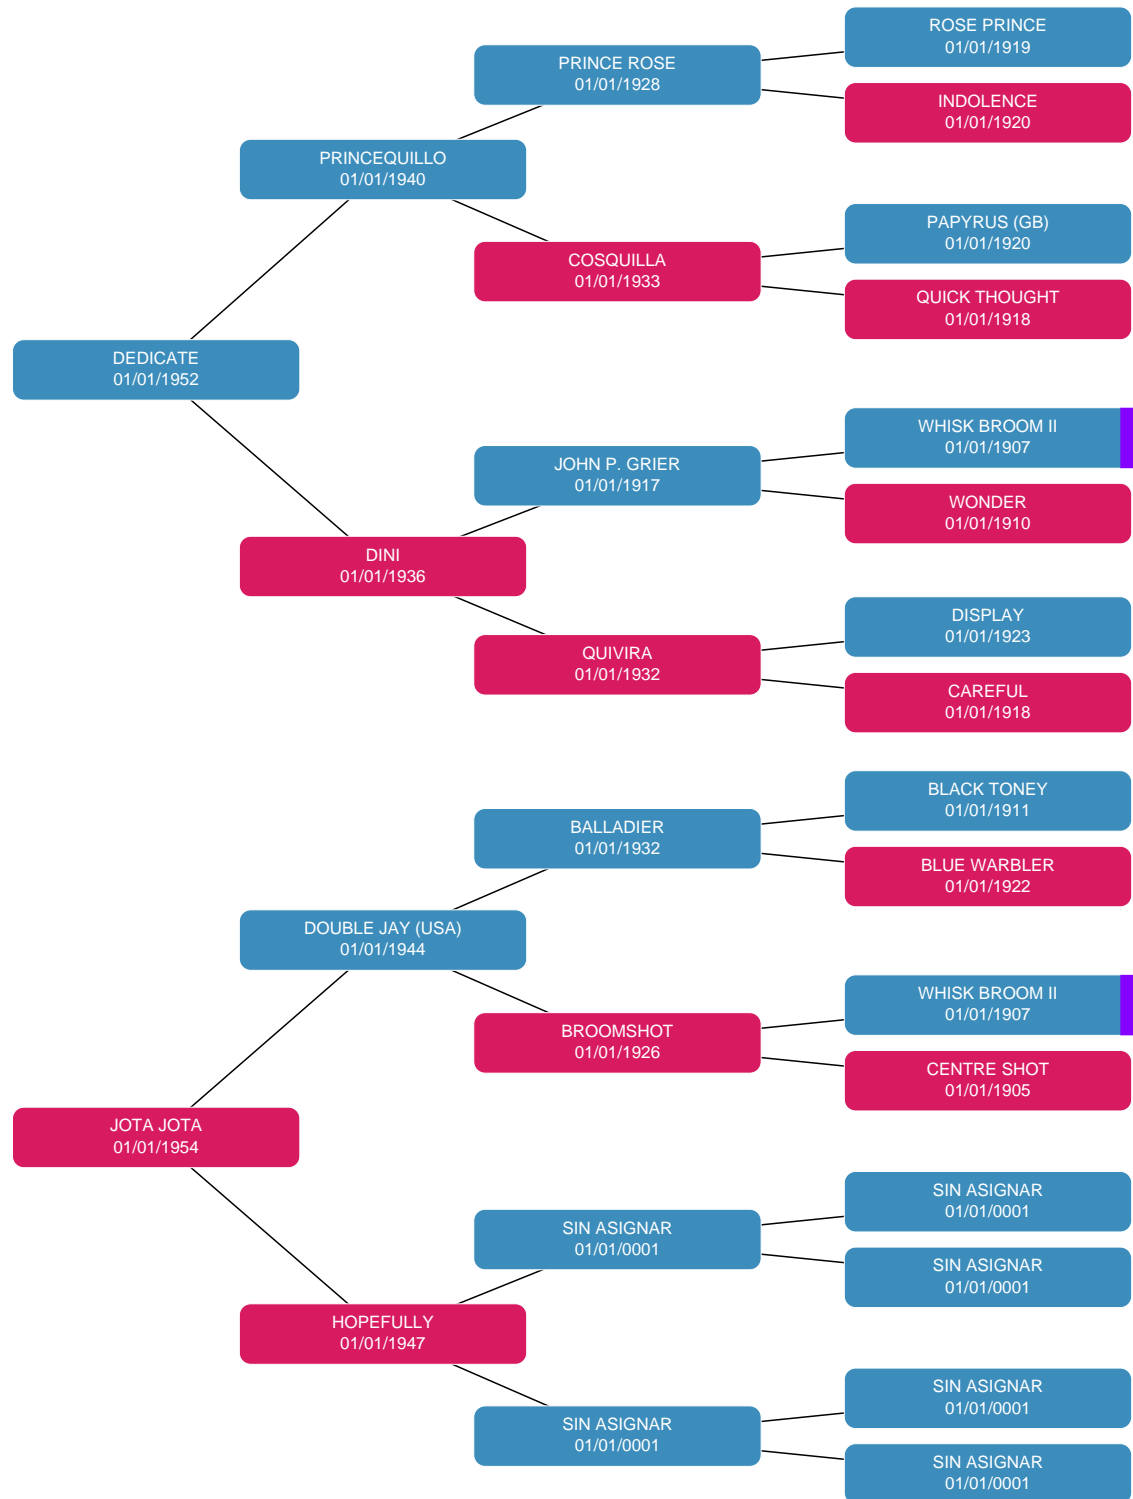 ROSE PRINCE
01/01/1919
PRINCE ROSE
01/01/1928
INDOLENCE
01/01/1920
PRINCEQUILLO
01/01/1940
PAPYRUS (GB)
01/01/1920
COSQUILLA
01/01/1933
QUICK THOUGHT
01/01/1918
DEDICATE
01/01/1952
WHISK BROOM II
01/01/1907
JOHN P. GRIER
01/01/1917
WONDER
01/01/1910
DINI
01/01/1936
DISPLAY
01/01/1923
QUIVIRA
01/01/1932
CAREFUL
01/01/1918
BLACK TONEY
01/01/1911
BALLADIER
01/01/1932
BLUE WARBLER
01/01/1922
DOUBLE JAY (USA)
01/01/1944
WHISK BROOM II
01/01/1907
BROOMSHOT
01/01/1926
CENTRE SHOT
01/01/1905
JOTA JOTA
01/01/1954
SIN ASIGNAR
01/01/0001
SIN ASIGNAR
01/01/0001
SIN ASIGNAR
01/01/0001
HOPEFULLY
01/01/1947
SIN ASIGNAR
01/01/0001
SIN ASIGNAR
01/01/0001
SIN ASIGNAR
01/01/0001